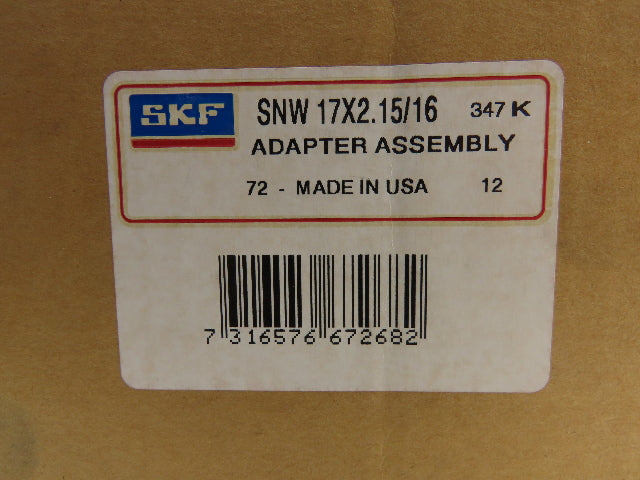 SKF SNW 17X2.15/16 347 K
ADAPTER ASSEMBLY
72 - MADE IN USA 12
7 316576 672682